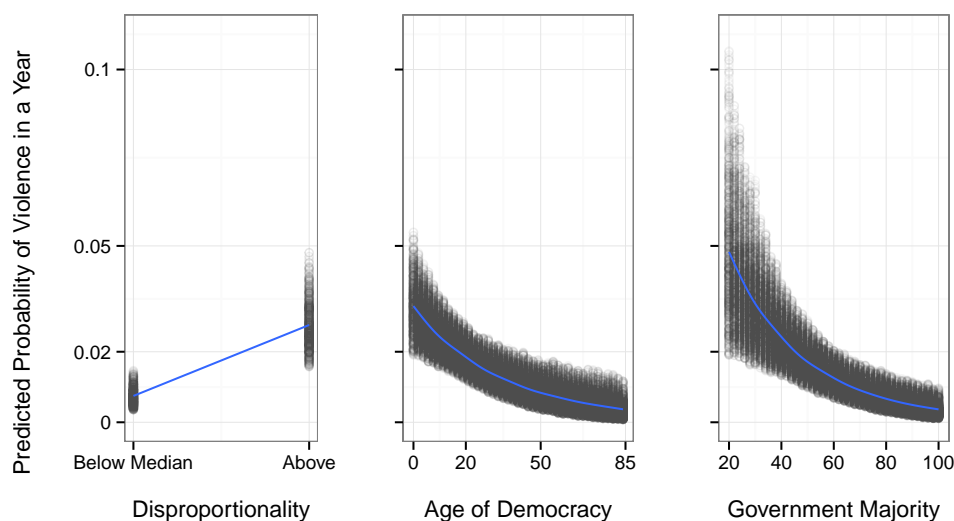 Predicted Probability of Violence in a Year
0.1
0.05
0.02
0
Below Median Above
0 20 50 85
20 40 60 80 100
Disproportionality
Age of Democracy
Government Majority